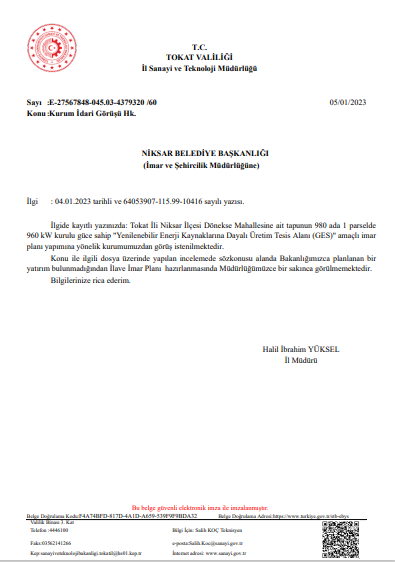 T.C.
TOKAT VALİLİĞİ
İl Sanayi ve Teknoloji Müdürlüğü
Sayı :E-27567848-045.03-4379320 /60 05/01/2023
Konu :Kurum İdari Görüşü Hk.
NİKSAR BELEDİYE BAŞKANLIĞI
(İmar ve Şehircilik Müdürlüğüne)
İlgi : 04.01.2023 tarihli ve 64053907-115.99-10416 sayılı yazısı.
İlgide kayıtlı yazınızda: Tokat İli Niksar İlçesi Dönekse Mahallesine ait tapunun 980 ada 1 parselde
960 kW kurulu güce sahip "Yenilenebilir Enerji Kaynaklarına Dayalı Üretim Tesis Alanı (GES)" amaçlı imar
planı yapımına yönelik kurumumuzdan görüş istenilmektedir.
Konu ile ilgili dosya üzerinde yapılan incelemede sözkonusu alanda Bakanlığımızca planlanan bir
yatırım bulunmadığından İlave İmar Planı hazırlanmasında Müdürlüğümüzce bir sakınca görülmemektedir.
Bilgilerinize rica ederim.
Halil İbrahim YÜKSEL
İl Müdürü
Bu belge güvenli elektronik imza ile imzalanmıştır.
Belge Doğrulama Kodu:F4A74BFD-817D-4A1D-A659-539F9F9BDA32 Belge Doğrulama Adresi:https://www.turkiye.gov.tr/stb-ebys
Valilik Binası 3. Kat
Telefon :4446100 Bilgi İçin: Salih KOÇ Teknisyen
Faks:03562141266 e-posta:Salih.Koc@sanayi.gov.tr
Kep:sanayiveteknolojibakanligi.tokatil@hs01.kep.tr İnternet adresi: www.sanayi.gov.tr